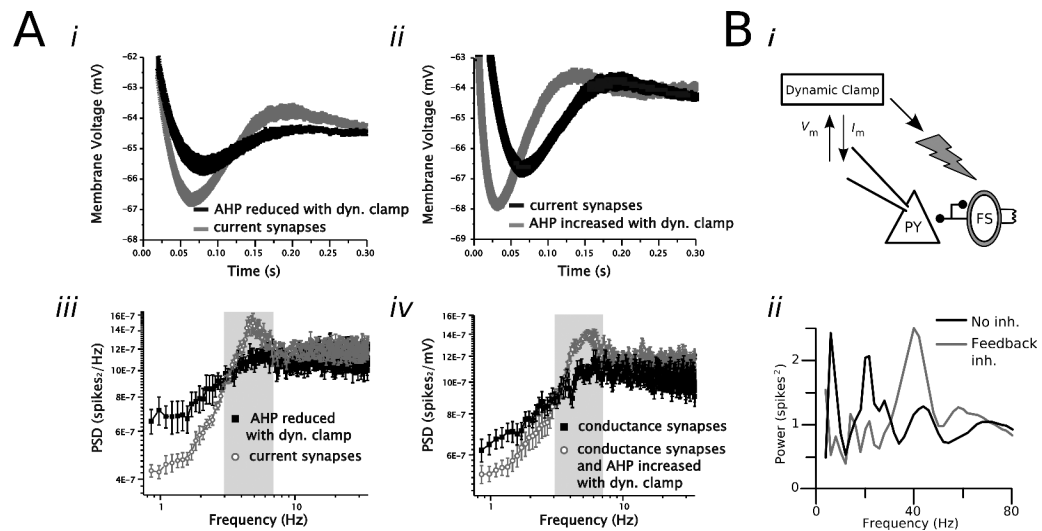 A
i
−62
−63
−64
−65
−66
−67
−68
Membrane Voltage (mV)
AHP reduced with dyn. clamp
current synapses
0.00 0.05 0.10 0.15 0.20 0.25 0.30
Time (s)
ii
−63
−64
−65
−66
−67
−68
−69
Membrane Voltage (mV)
current synapses
AHP increased with dyn. clamp
0.00 0.05 0.10 0.15 0.20 0.25 0.30
Time (s)
B
i
Dynamic Clamp
Vm
Im
PY
FS
iii
16E-7
14E-7
12E-7
10E-7
8E-7
6E-7
4E-7
PSD (spikes2/Hz)
AHP reduced
with dyn. clamp
current synapses
1 10
Frequency (Hz)
iv
16E-7
14E-7
12E-7
10E-7
8E-7
6E-7
PSD (spikes2/mV)
conductance synapses
conductance synapses
and AHP increased
with dyn. clamp
1 10
Frequency (Hz)
ii
No inh.
Feedback
inh.
2
1
0
Power (spikes²)
0 40 80
Frequency (Hz)